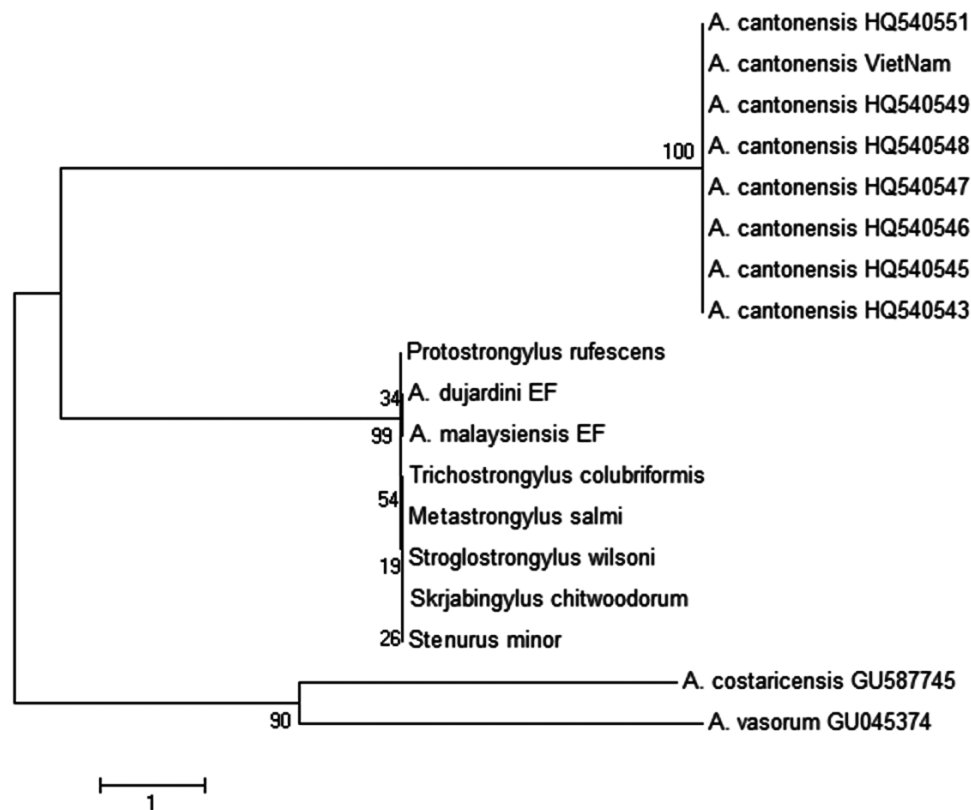 A. cantonensis HQ540551
A. cantonensis VietNam
A. cantonensis HQ540549
A. cantonensis HQ540548
100
A. cantonensis HQ540547
A. cantonensis HQ540546
A. cantonensis HQ540545
A. cantonensis HQ540543
Protostrongylus rufescens
34
A. dujardini EF
99
A. malaysiensis EF
Trichostrongylus colubriformis
54
Metastrongylus salmi
19
Stroglostrongylus wilsoni
Skrjabingylus chitwoodorum
26
Stenurus minor
A. costaricensis GU587745
90
A. vasorum GU045374
1